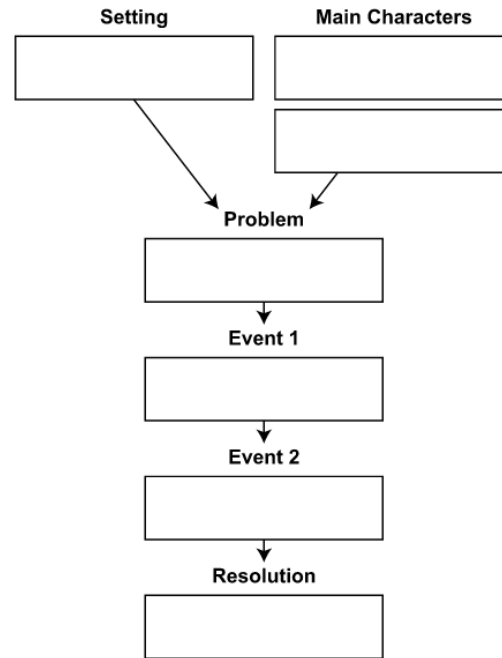 Setting
Main Characters
Problem
Event 1
Event 2
Resolution